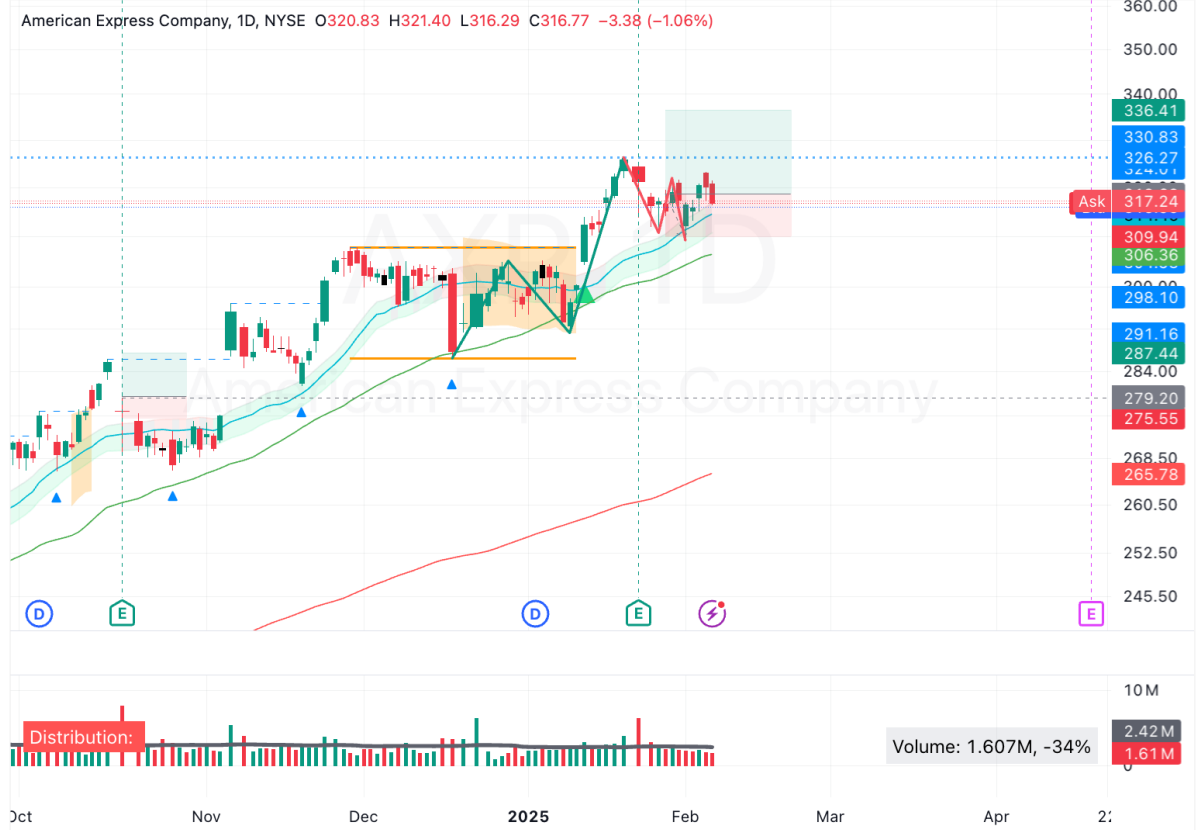 American Express Company, 1D, NYSE O320.83 H321.40 L316.29 C316.77 −3.38 (−1.06%)
360.00
350.00
340.00
336.41
330.83
326.27
Ask 317.24
309.94
306.36
298.10
291.16
287.44
284.00
279.20
275.55
268.50
265.78
260.50
252.50
245.50
American Express Company
D
E
D
E
E
10 M
Distribution:
2.42 M
Volume: 1.607M, -34%
1.61 M
0
Nov
Dec
2025
Feb
Mar
Apr